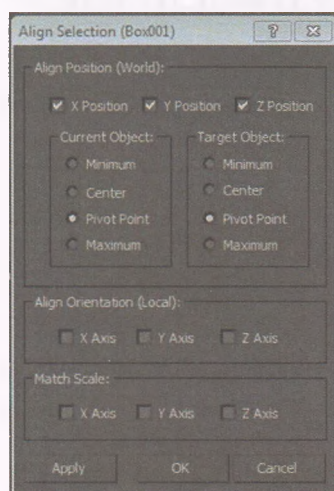 Align Selection (Box001)
Align Position (World):
X Position Y Position Z Position
Current Object: Target Object:
Minimum Minimum
Center Center
Pivot Point Pivot Point
Maximum Maximum
Align Orientation (Local):
X Axis Y Axis Z Axis
Match Scale:
X Axis Y Axis Z Axis
Apply OK Cancel